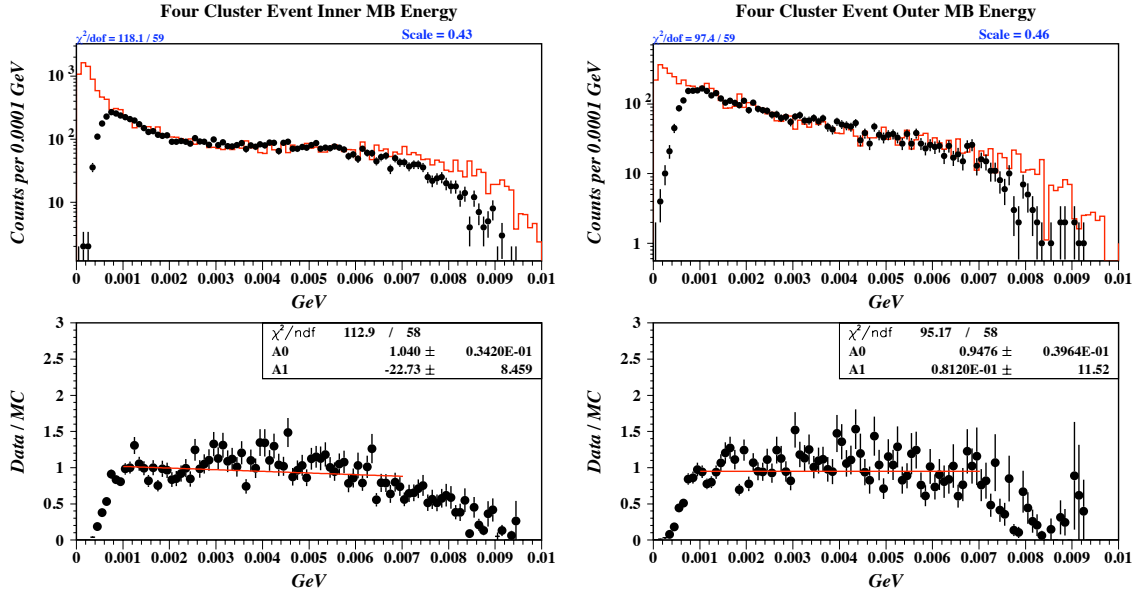 Four Cluster Event Inner MB Energy
χ²/dof = 118.1 / 59
Scale = 0.43
Counts per 0.0001 GeV
10³
10²
10
0 0.001 0.002 0.003 0.004 0.005 0.006 0.007 0.008 0.009 0.01
GeV
Four Cluster Event Outer MB Energy
χ²/dof = 97.4 / 59
Scale = 0.46
Counts per 0.0001 GeV
10²
10
1
0 0.001 0.002 0.003 0.004 0.005 0.006 0.007 0.008 0.009 0.01
GeV
χ²/ndf 112.9 / 58
A0 1.040 ± 0.3420E-01
A1 -22.73 ± 8.459
Data / MC
3
2.5
2
1.5
1
0.5
0
0 0.001 0.002 0.003 0.004 0.005 0.006 0.007 0.008 0.009 0.01
GeV
χ²/ndf 95.17 / 58
A0 0.9476 ± 0.3964E-01
A1 0.8120E-01 ± 11.52
Data / MC
3
2.5
2
1.5
1
0.5
0
0 0.001 0.002 0.003 0.004 0.005 0.006 0.007 0.008 0.009 0.01
GeV